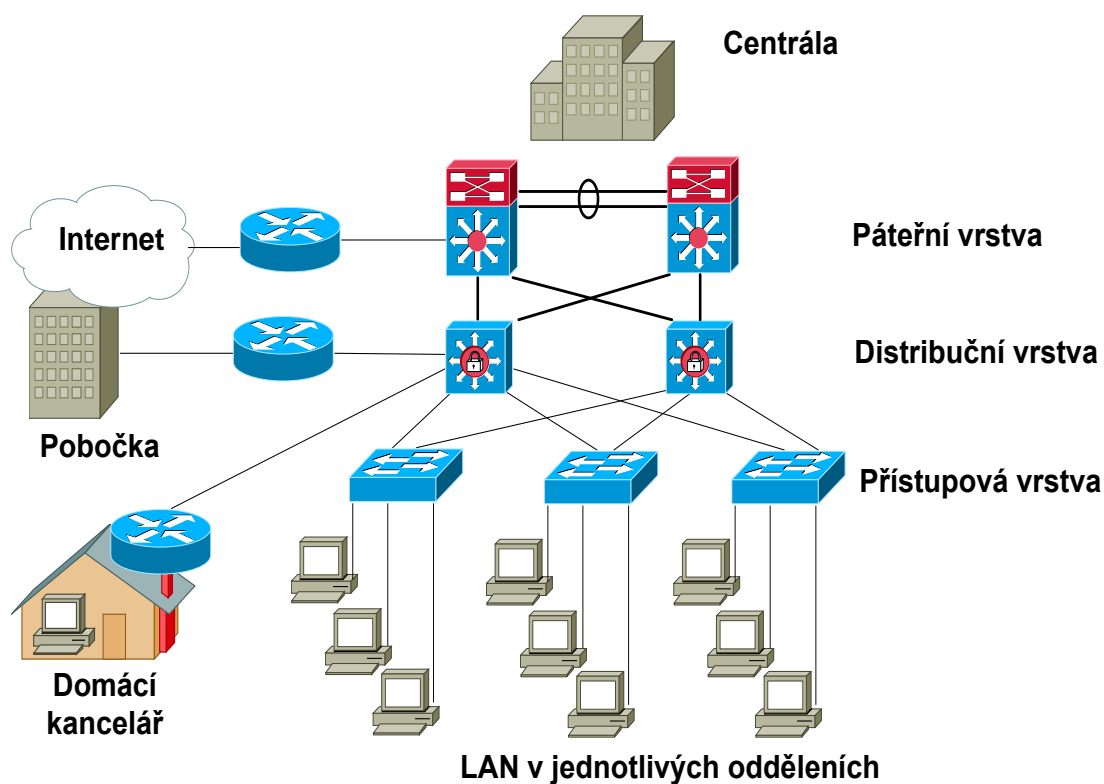 Centrála
Internet
Páteřní vrstva
Distribuční vrstva
Pobočka
Přístupová vrstva
Domácí
kancelář
LAN v jednotlivých odděleních